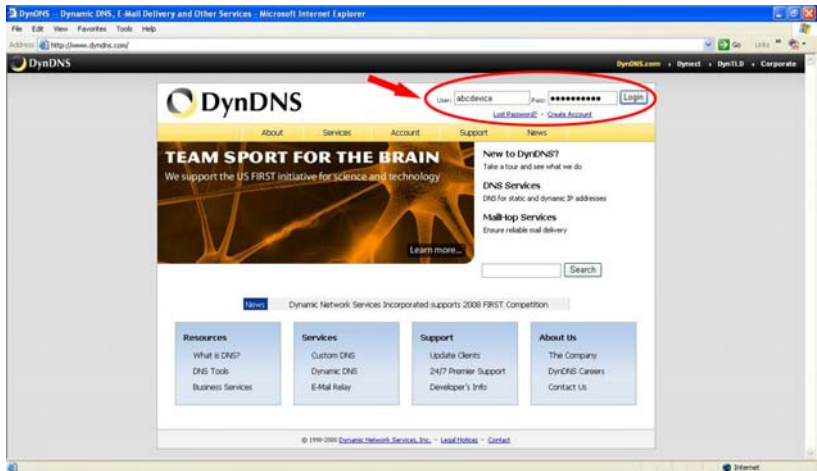 DynDNS -- Dynamic DNS, E-Mail Delivery and Other Services - Microsoft Internet Explorer
File Edit View Favorites Tools Help
Address http://www.dyndns.com/ Go Links »
DynDNS DynDNS.com Dynect DynTLD Corporate
DynDNS User: abcdevice Pass: ●●●●●●●●●● Login
Lost Password? - Create Account
About Services Account Support News
TEAM SPORT FOR THE BRAIN
We support the US FIRST initiative for science and technology
Learn more...
New to DynDNS?
Take a tour and see what we do
DNS Services
DNS for static and dynamic IP addresses
MailHop Services
Ensure reliable mail delivery
Search
News Dynamic Network Services Incorporated supports 2008 FIRST Competition
Resources
What is DNS?
DNS Tools
Business Services
Services
Custom DNS
Dynamic DNS
E-Mail Relay
Support
Update Clients
24/7 Premier Support
Developer's Info
About Us
The Company
DynDNS Careers
Contact Us
© 1998-2008 Dynamic Network Services, Inc. - Legal Notices - Contact
Internet